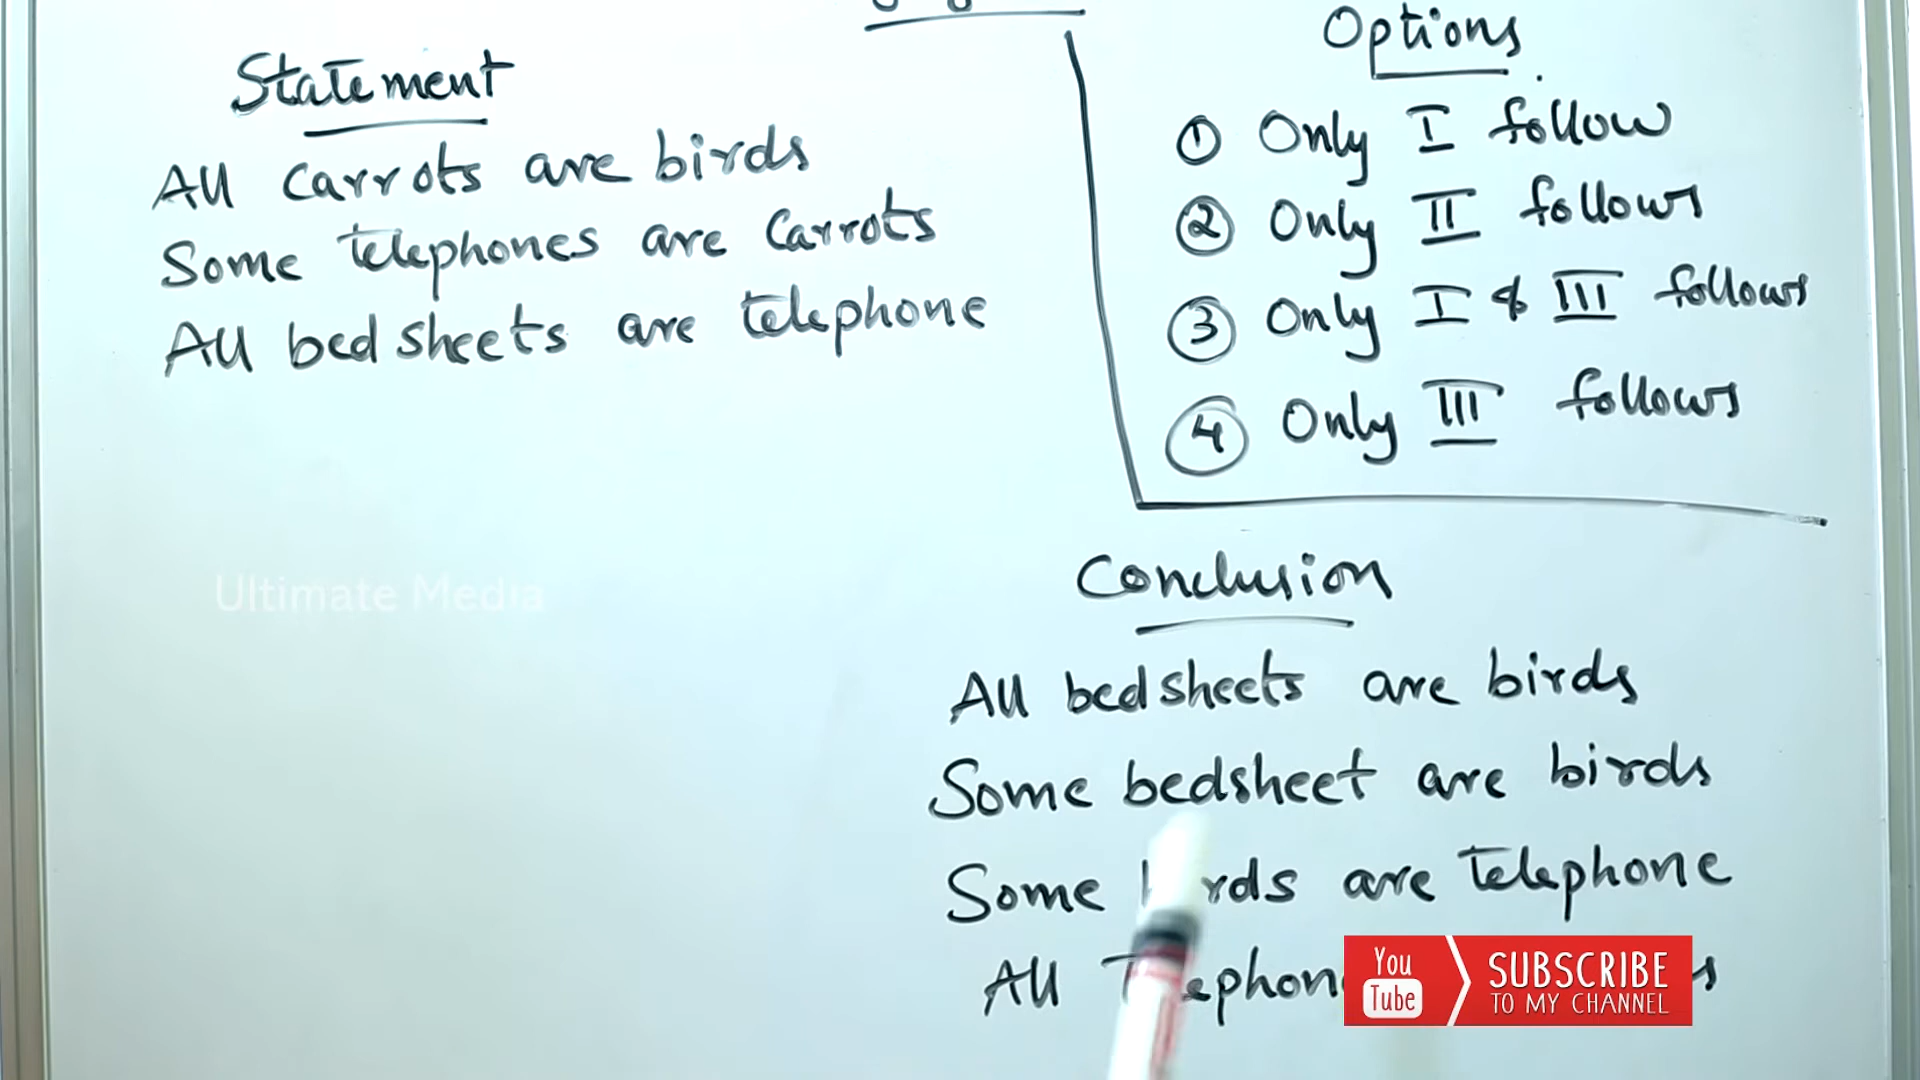 Statement
All Carrots are birds
Some telephones are Carrots
All bedsheets are telephone
Options
① Only I follow
② Only II follows
③ Only I & III follows
④ Only III follows
Ultimate Media
Conclusion
All bedsheets are birds
Some bedsheet are birds
Some are Telephone
All
You Tube
SUBSCRIBE
TO MY CHANNEL